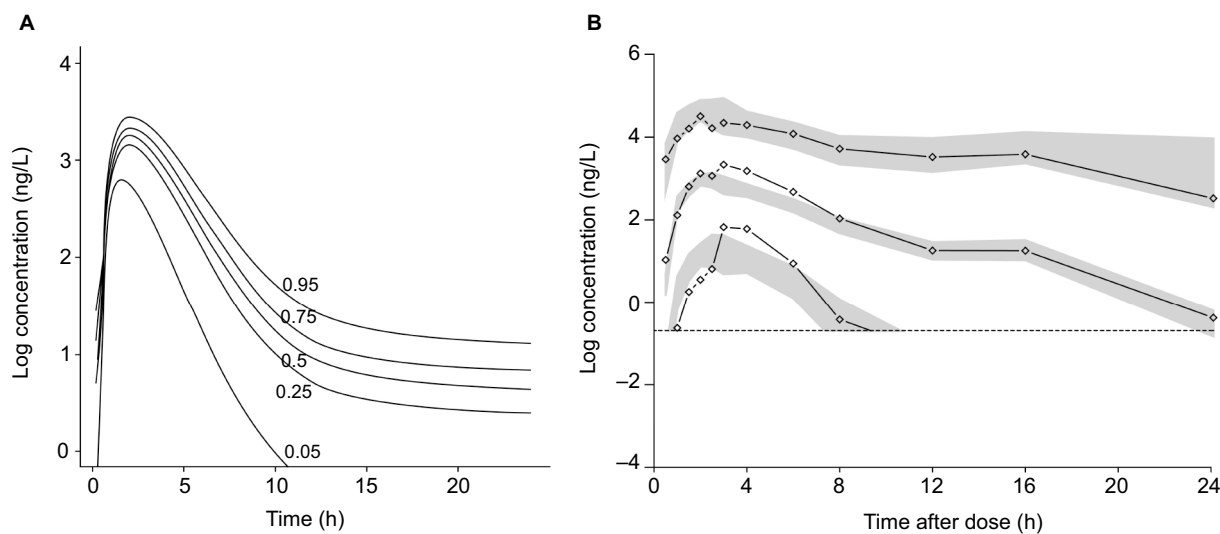 A
Log concentration (ng/L)
4
3
2
1
0
0.95
0.75
0.5
0.25
0.05
0 5 10 15 20
Time (h)
B
Log concentration (ng/L)
6
4
2
0
–2
–4
0 4 8 12 16 20 24
Time after dose (h)